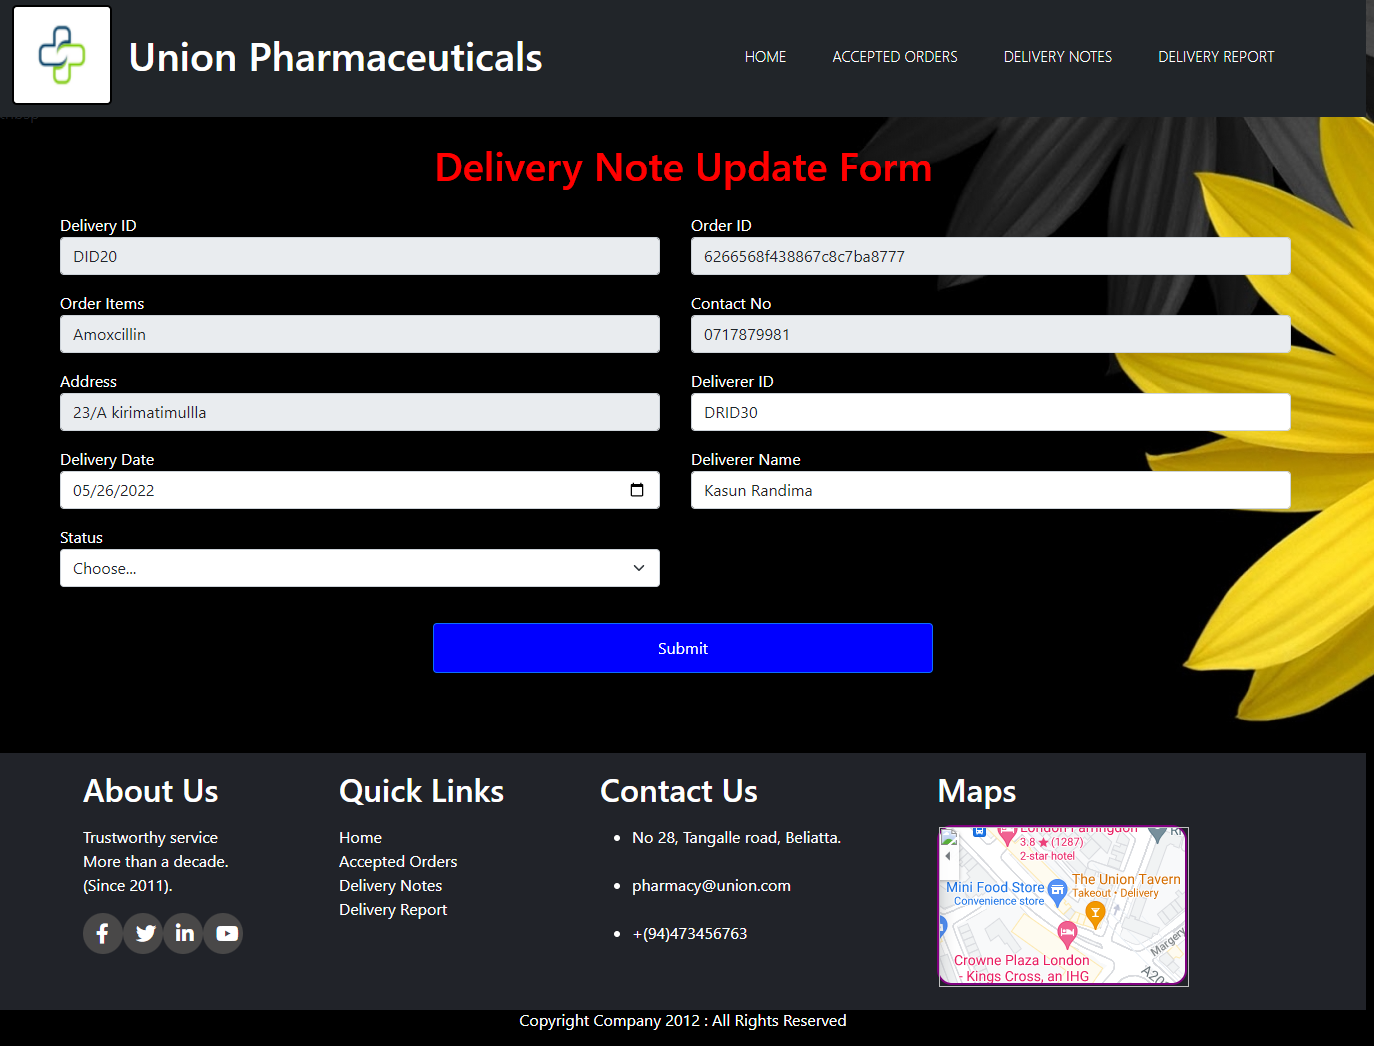 Union Pharmaceuticals
HOME
ACCEPTED ORDERS
DELIVERY NOTES
DELIVERY REPORT
Delivery Note Update Form
Delivery ID
Order ID
DID20
6266568f438867c8c7ba8777
Order Items
Contact No
Amoxcillin
0717879981
Address
Deliverer ID
23/A kirimatimullla
DRID30
Delivery Date
Deliverer Name
05/26/2022
Kasun Randima
Status
Choose...
Submit
About Us
Trustworthy service
More than a decade.
(Since 2011).
Quick Links
Home
Accepted Orders
Delivery Notes
Delivery Report
Contact Us
No 28, Tangalle road, Beliatta.
pharmacy@union.com
+(94)473456763
Maps
London Farringdon
3.8 ★ (1287)
2-star hotel
Mini Food Store
Convenience store
The Union Tavern
Takeout • Delivery
Margery
Crowne Plaza London
- Kings Cross, an IHG
Copyright Company 2012 : All Rights Reserved